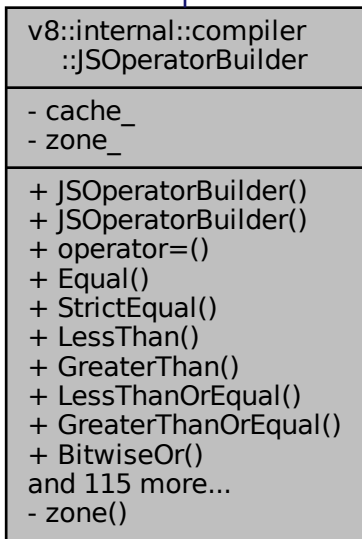 v8::internal::compiler
::JSOperatorBuilder
- cache_
- zone_
+ JSOperatorBuilder()
+ JSOperatorBuilder()
+ operator=()
+ Equal()
+ StrictEqual()
+ LessThan()
+ GreaterThan()
+ LessThanOrEqual()
+ GreaterThanOrEqual()
+ BitwiseOr()
and 115 more...
- zone()